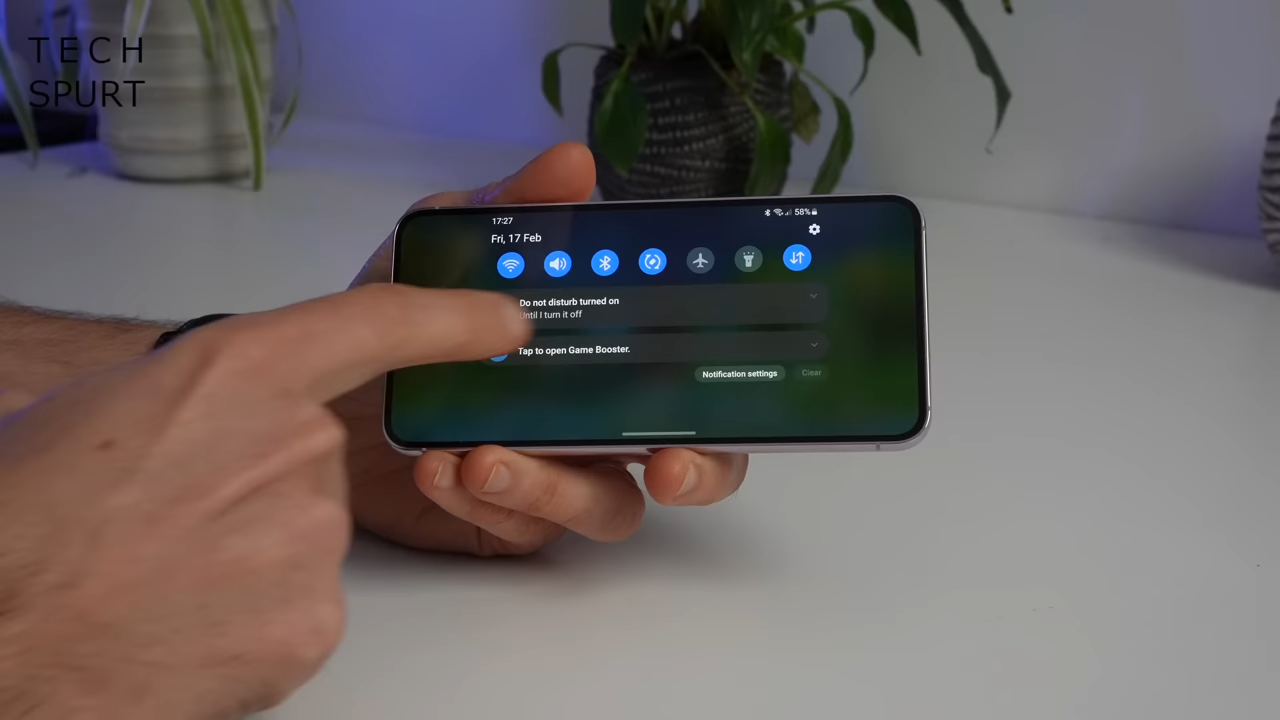 TECH
SPURT
17:27
58%
Fri, 17 Feb
Do not disturb turned on
Until I turn it off
Tap to open Game Booster.
Notification settings
Clear